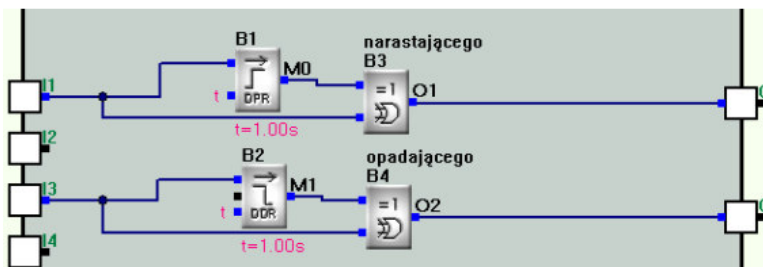 narastającego
B1
B3
M0
=1
O1
I1
t
DPR
t=1.00s
I2
B2
opadającego
B4
I3
M1
=1
O2
t
DDR
I4
t=1.00s